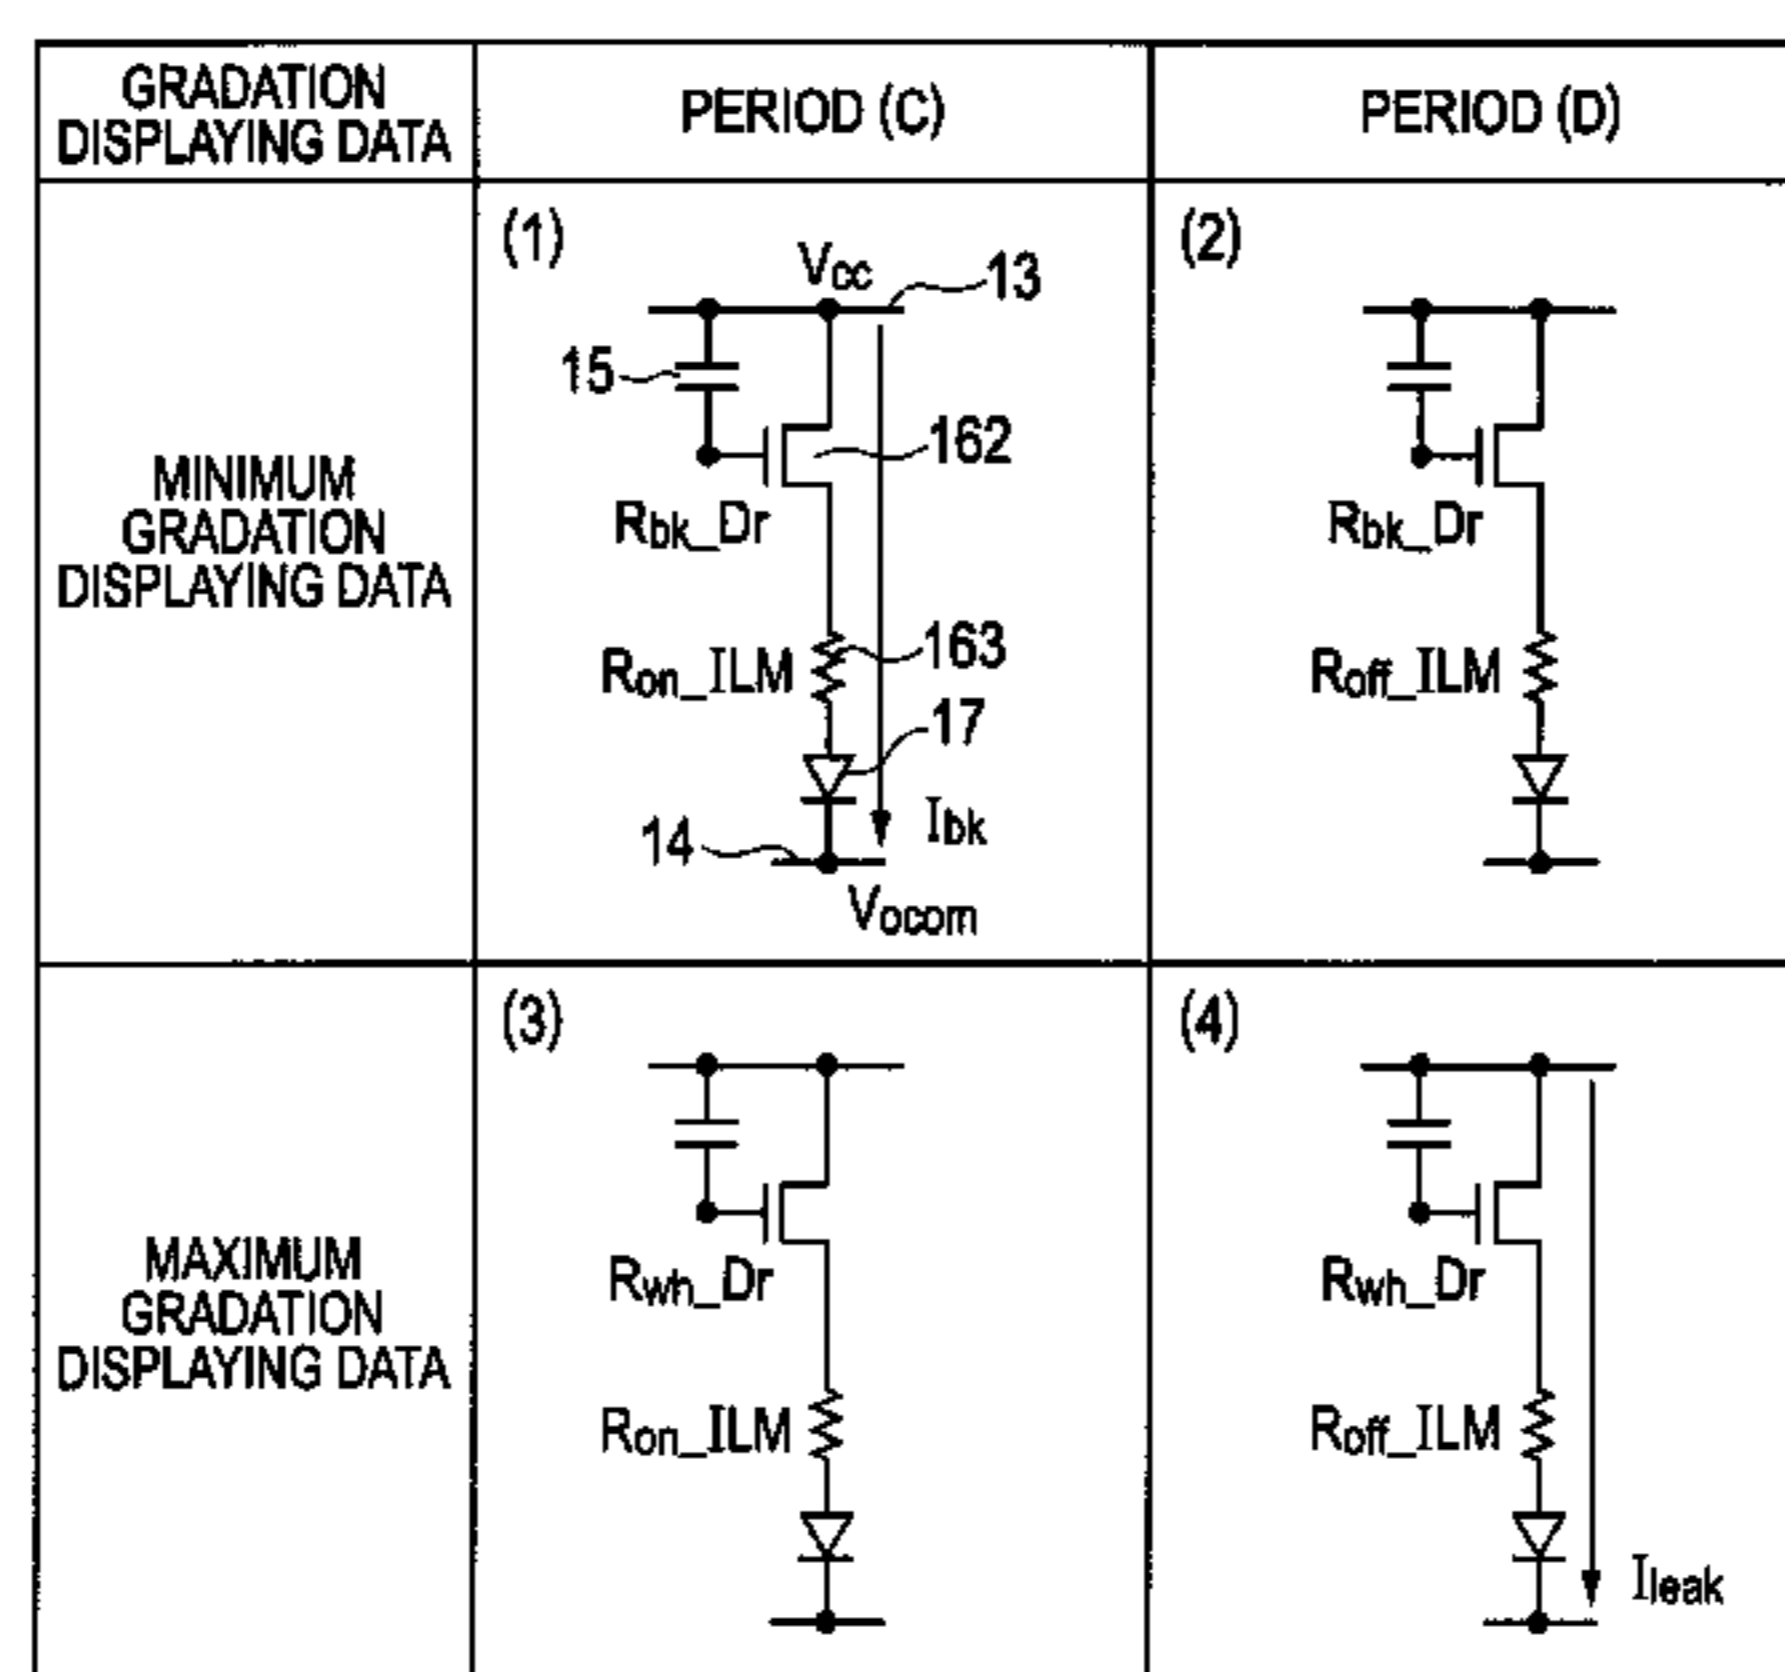 GRADATION
DISPLAYING DATA
PERIOD (C)
PERIOD (D)
MINIMUM
GRADATION
DISPLAYING DATA
(1)
Vcc
13
15
162
Rbk_Dr
Ron_ILM
163
17
Ibk
14
Vocom
(2)
Rbk_Dr
Roff_ILM
MAXIMUM
GRADATION
DISPLAYING DATA
(3)
Rwh_Dr
Ron_ILM
(4)
Rwh_Dr
Roff_ILM
Ileak